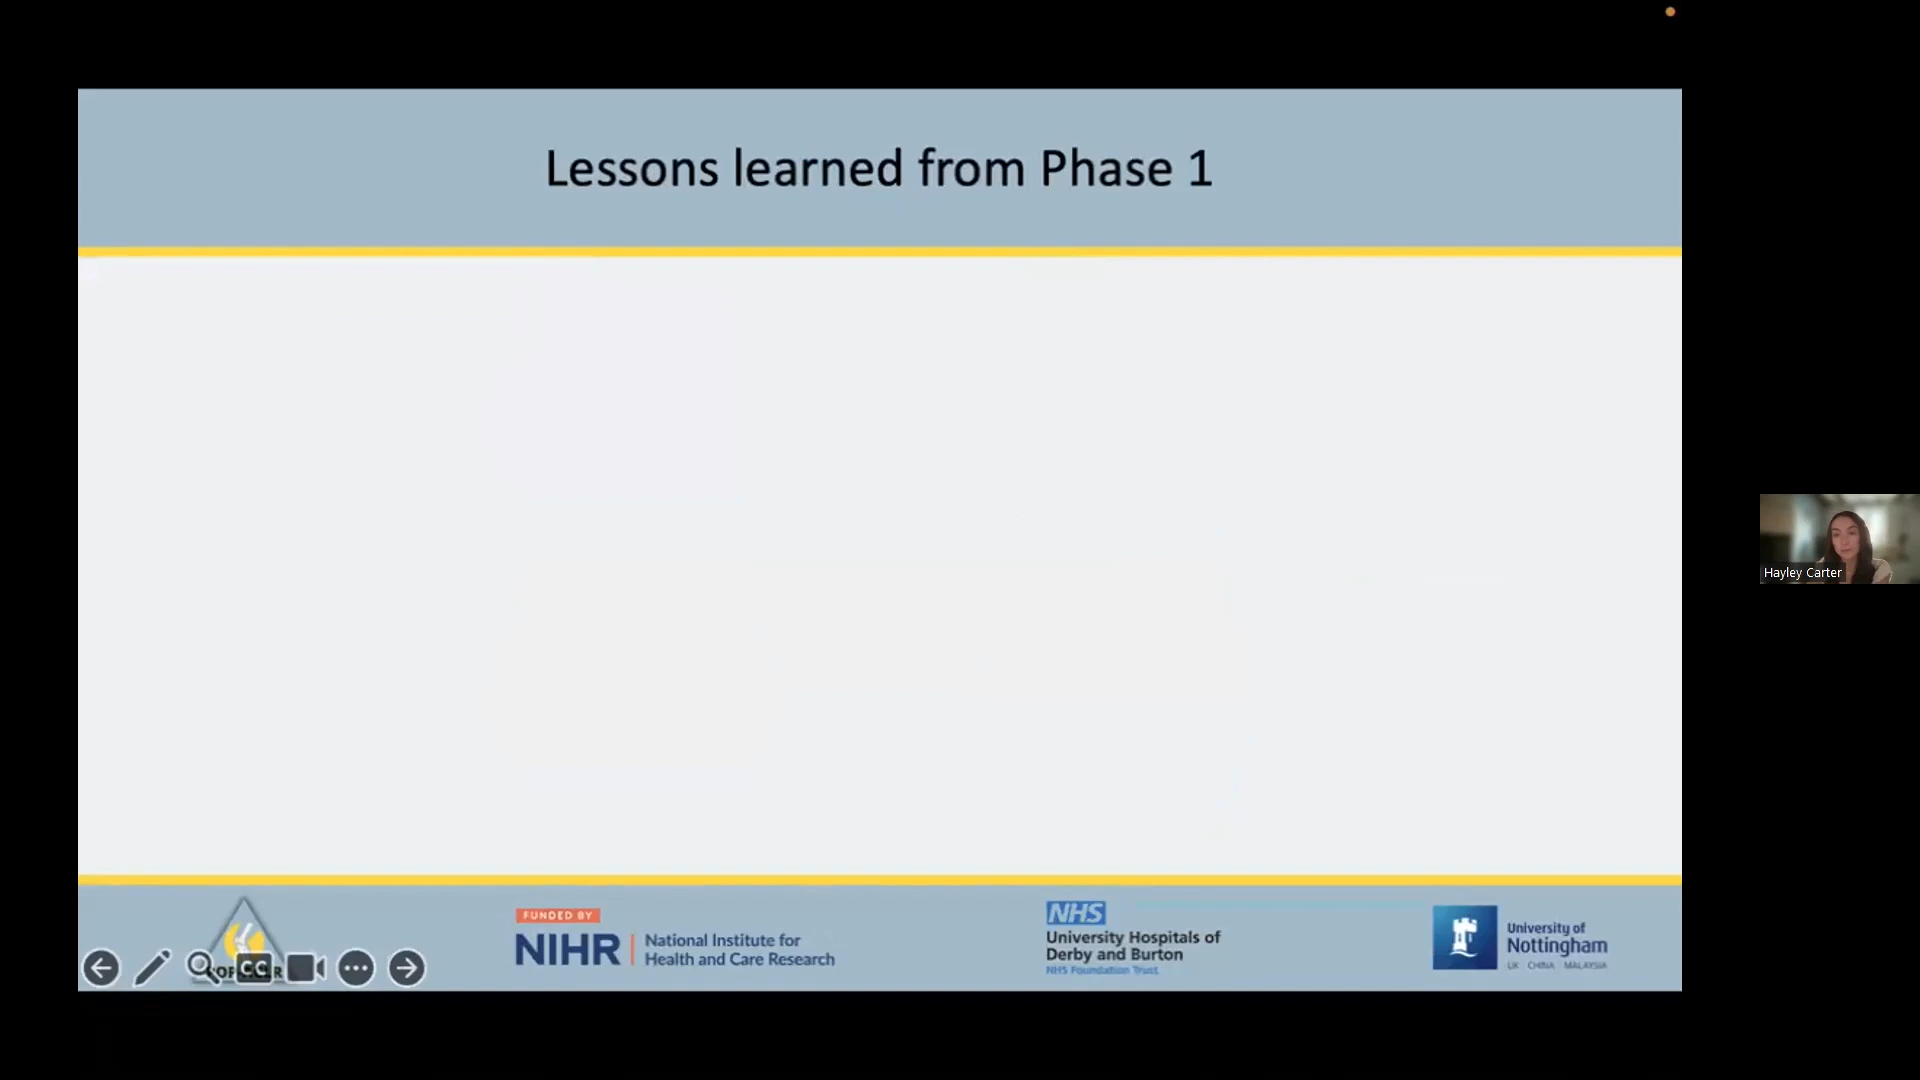 Lessons learned from Phase 1
Hayley Carter
FUNDED BY
NIHR
National Institute for
Health and Care Research
NHS
University Hospitals of
Derby and Burton
NHS Foundation Trust
University of
Nottingham
UK CHINA MALAYSIA
CC